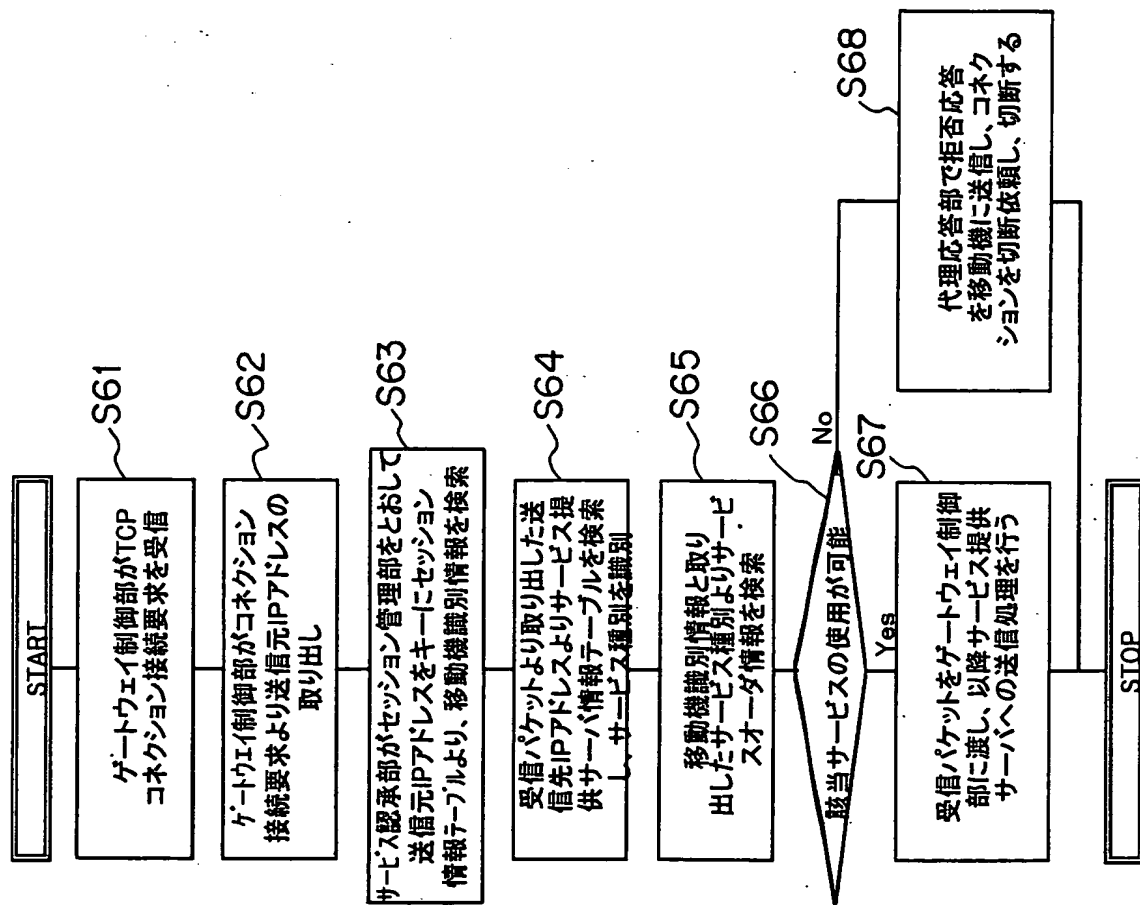 START
S61
ゲートウェイ制御部がTCP
コネクション接続要求を受信
S62
ゲートウェイ制御部がコネクション
接続要求より送信元IPアドレスの
取り出し
S63
サービス認承部がセッション管理部をとおして
送信元IPアドレスをキーにセッション
情報テーブルより、移動機識別情報を検索
S64
受信パケットより取り出した送
信先IPアドレスよりサービス提
供サーバ情報テーブルを検索
し、サービス種別を識別
S65
移動機識別情報と取り
出したサービス種別よりサービ
スオーダ情報を検索
S66
該当サービスの使用が可能
No
Yes
S67
受信パケットをゲートウェイ制御
部に渡し、以降サービス提供
サーバへの送信処理を行う
S68
代理応答部で拒否応答
を移動機に送信し、コネク
ションを切断依頼し、切断する
STOP